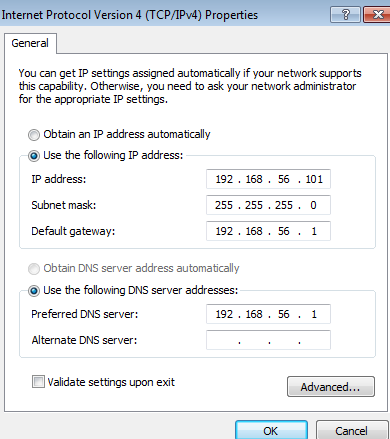 Internet Protocol Version 4 (TCP/IPv4) Properties
General
You can get IP settings assigned automatically if your network supports
this capability. Otherwise, you need to ask your network administrator
for the appropriate IP settings.
Obtain an IP address automatically
Use the following IP address:
IP address: 192 . 168 . 56 . 101
Subnet mask: 255 . 255 . 255 . 0
Default gateway: 192 . 168 . 56 . 1
Obtain DNS server address automatically
Use the following DNS server addresses:
Preferred DNS server: 192 . 168 . 56 . 1
Alternate DNS server: . . .
Validate settings upon exit
Advanced...
OK Cancel